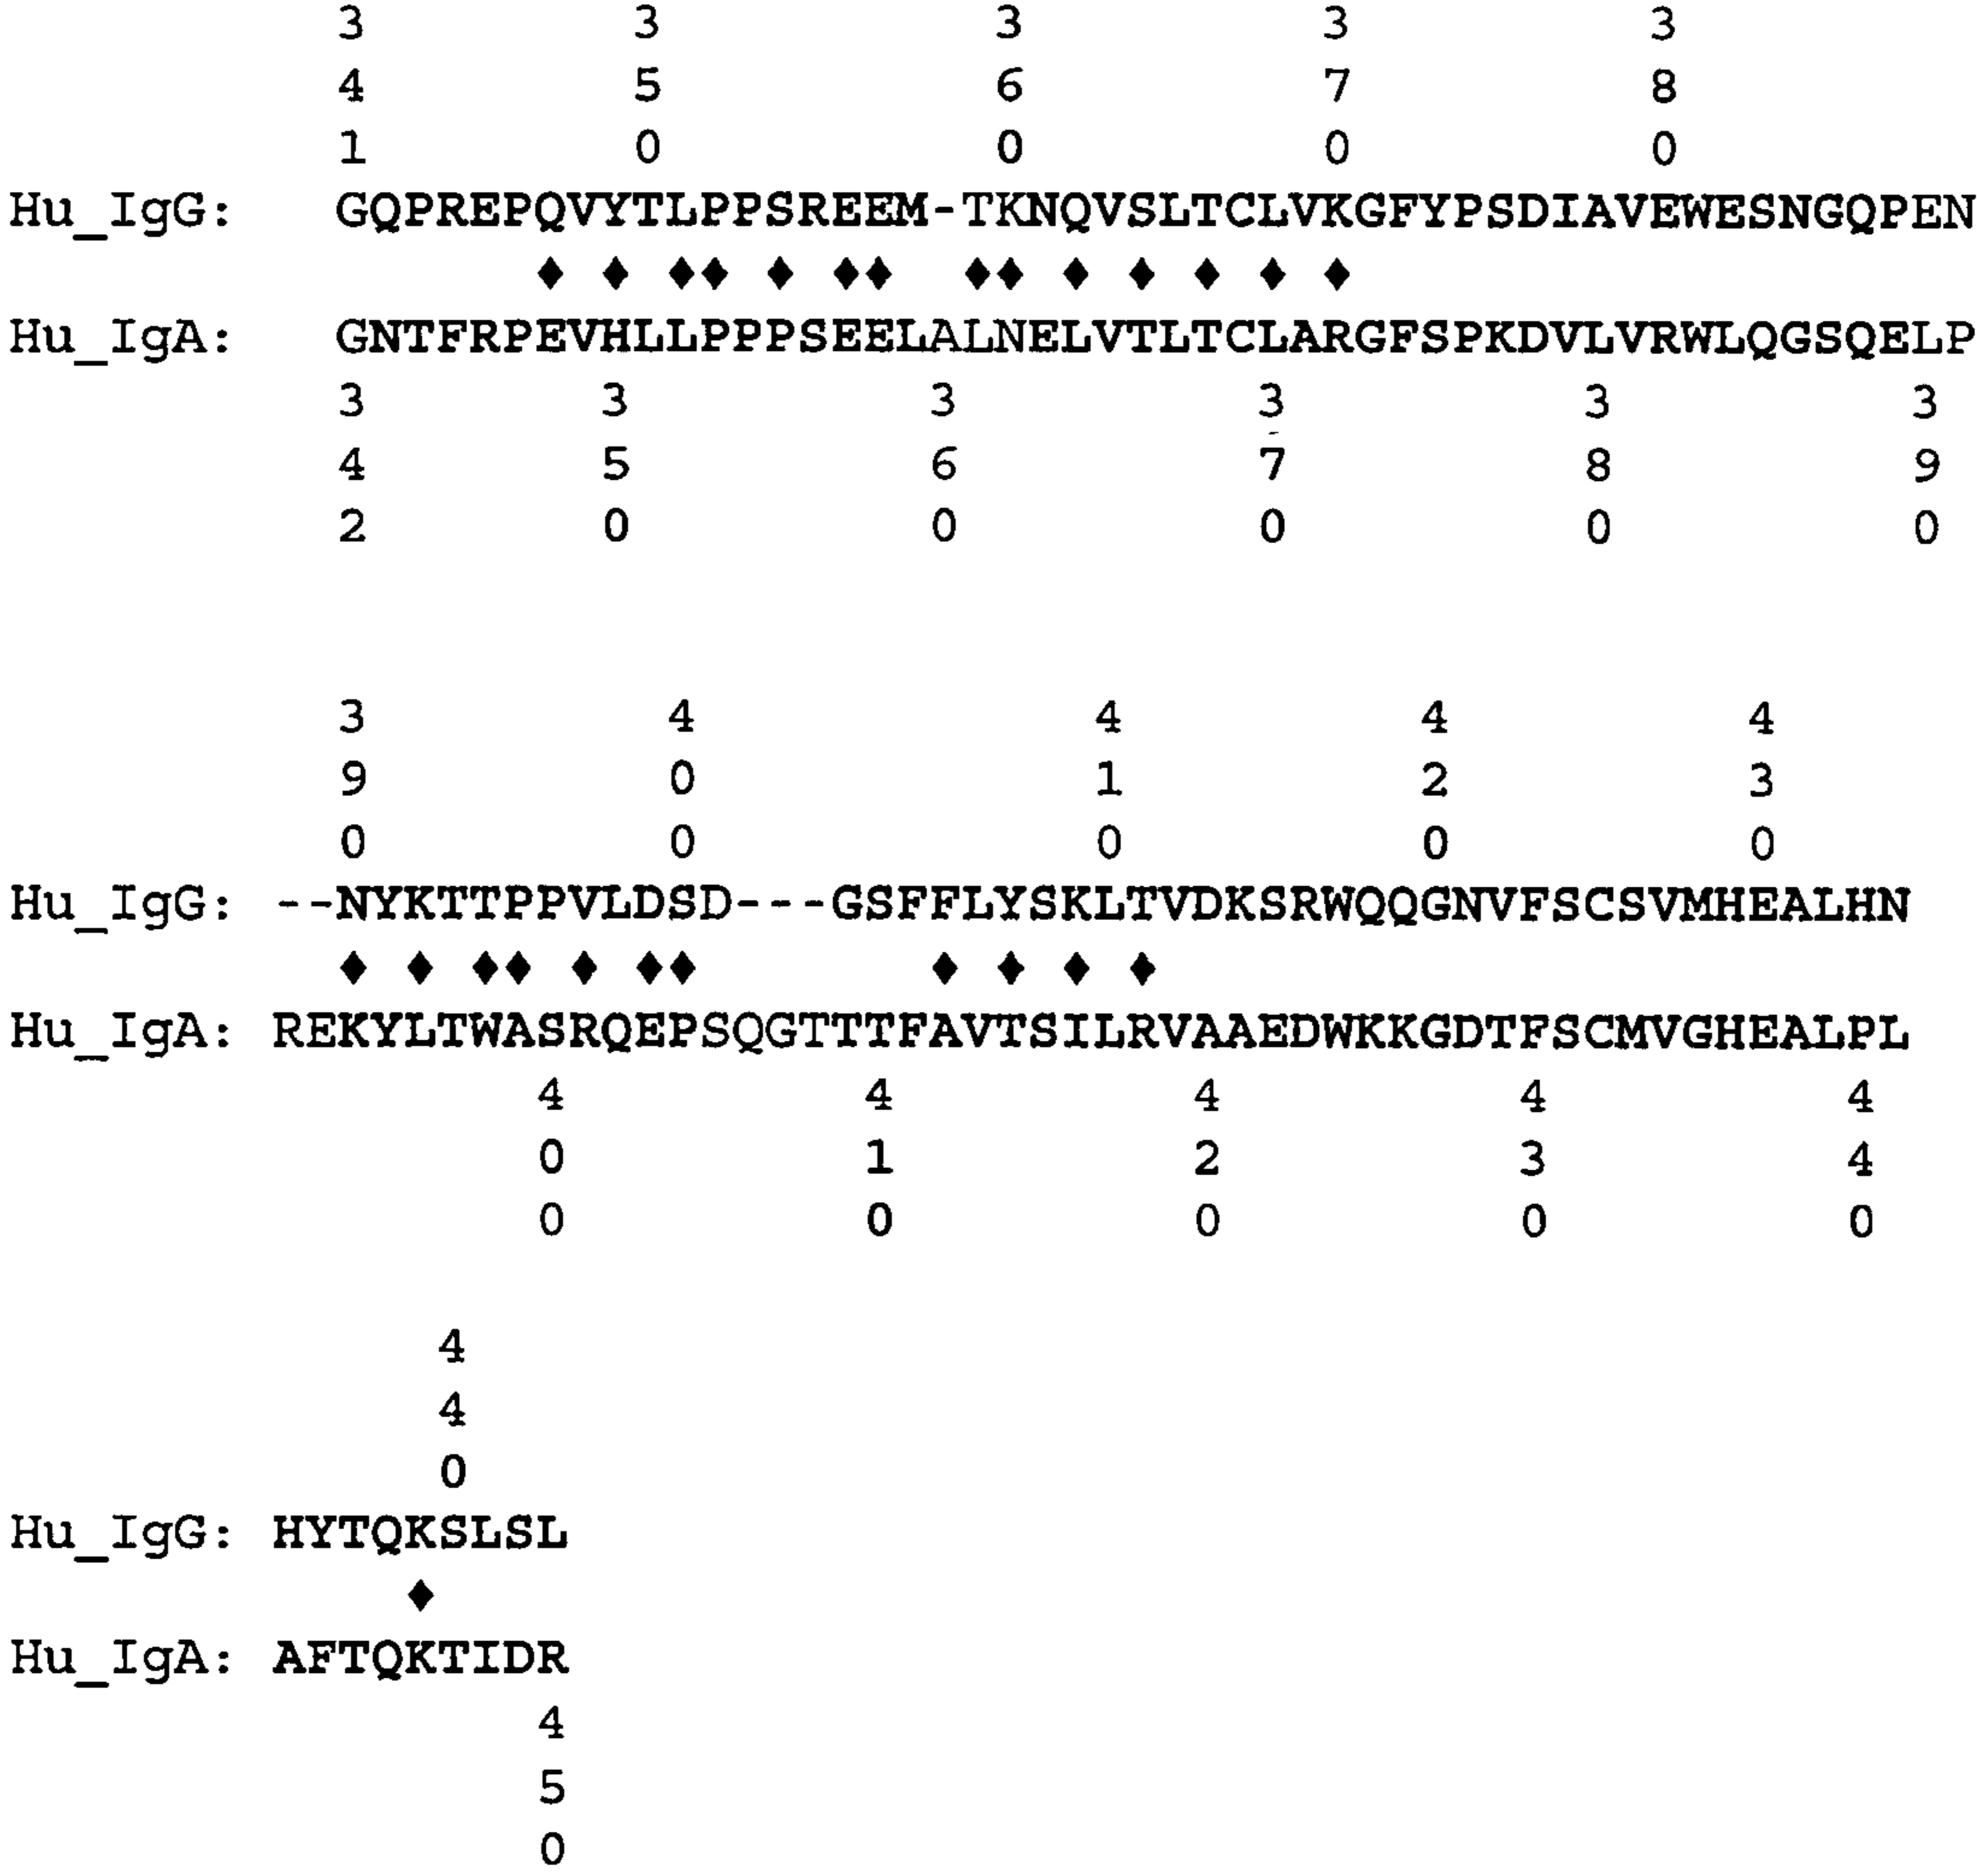 3 3 3 3 3
4 5 6 7 8
1 0 0 0 0
Hu_IgG: GQPREPQVYTLPPSREEM-TKNQVSLTCLVKGFYPSDIAVEWESNGQPEN
♦ ♦ ♦♦ ♦ ♦♦ ♦♦ ♦ ♦ ♦ ♦ ♦
Hu_IgA: GNTFRPEVHLLPPPSEELALNELVTLTCLARGFSPKDVLVRWLQGSQELP
3 3 3 3 3 3
4 5 6 7 8 9
2 0 0 0 0 0
3 4 4 4 4
9 0 1 2 3
0 0 0 0 0
Hu_IgG: --NYKTTPPVLDSD---GSFFLYSKLTVDKSRWQQGNVFSCSVMHEALHN
♦ ♦ ♦♦ ♦ ♦♦ ♦ ♦ ♦ ♦
Hu_IgA: REKYLTWASRQEPSQGTTTFAVTSILRVAAEDWKKGDTFSCMVGHEALPL
4 4 4 4 4
0 1 2 3 4
0 0 0 0 0
4
4
0
Hu_IgG: HYTQKSLSL
♦
Hu_IgA: AFTQKTIDR
4
5
0